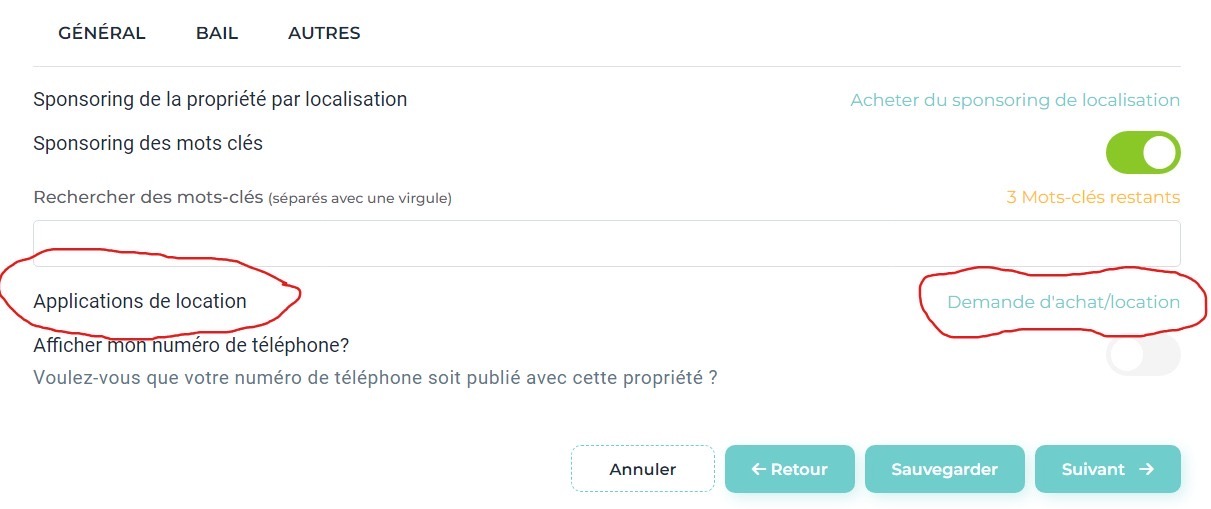 GÉNÉRAL BAIL AUTRES
Sponsoring de la propriété par localisation Acheter du sponsoring de localisation
Sponsoring des mots clés
Rechercher des mots-clés (séparés avec une virgule) 3 Mots-clés restants
Applications de location Demande d'achat/location
Afficher mon numéro de téléphone?
Voulez-vous que votre numéro de téléphone soit publié avec cette propriété ?
Annuler ← Retour Sauvegarder Suivant →